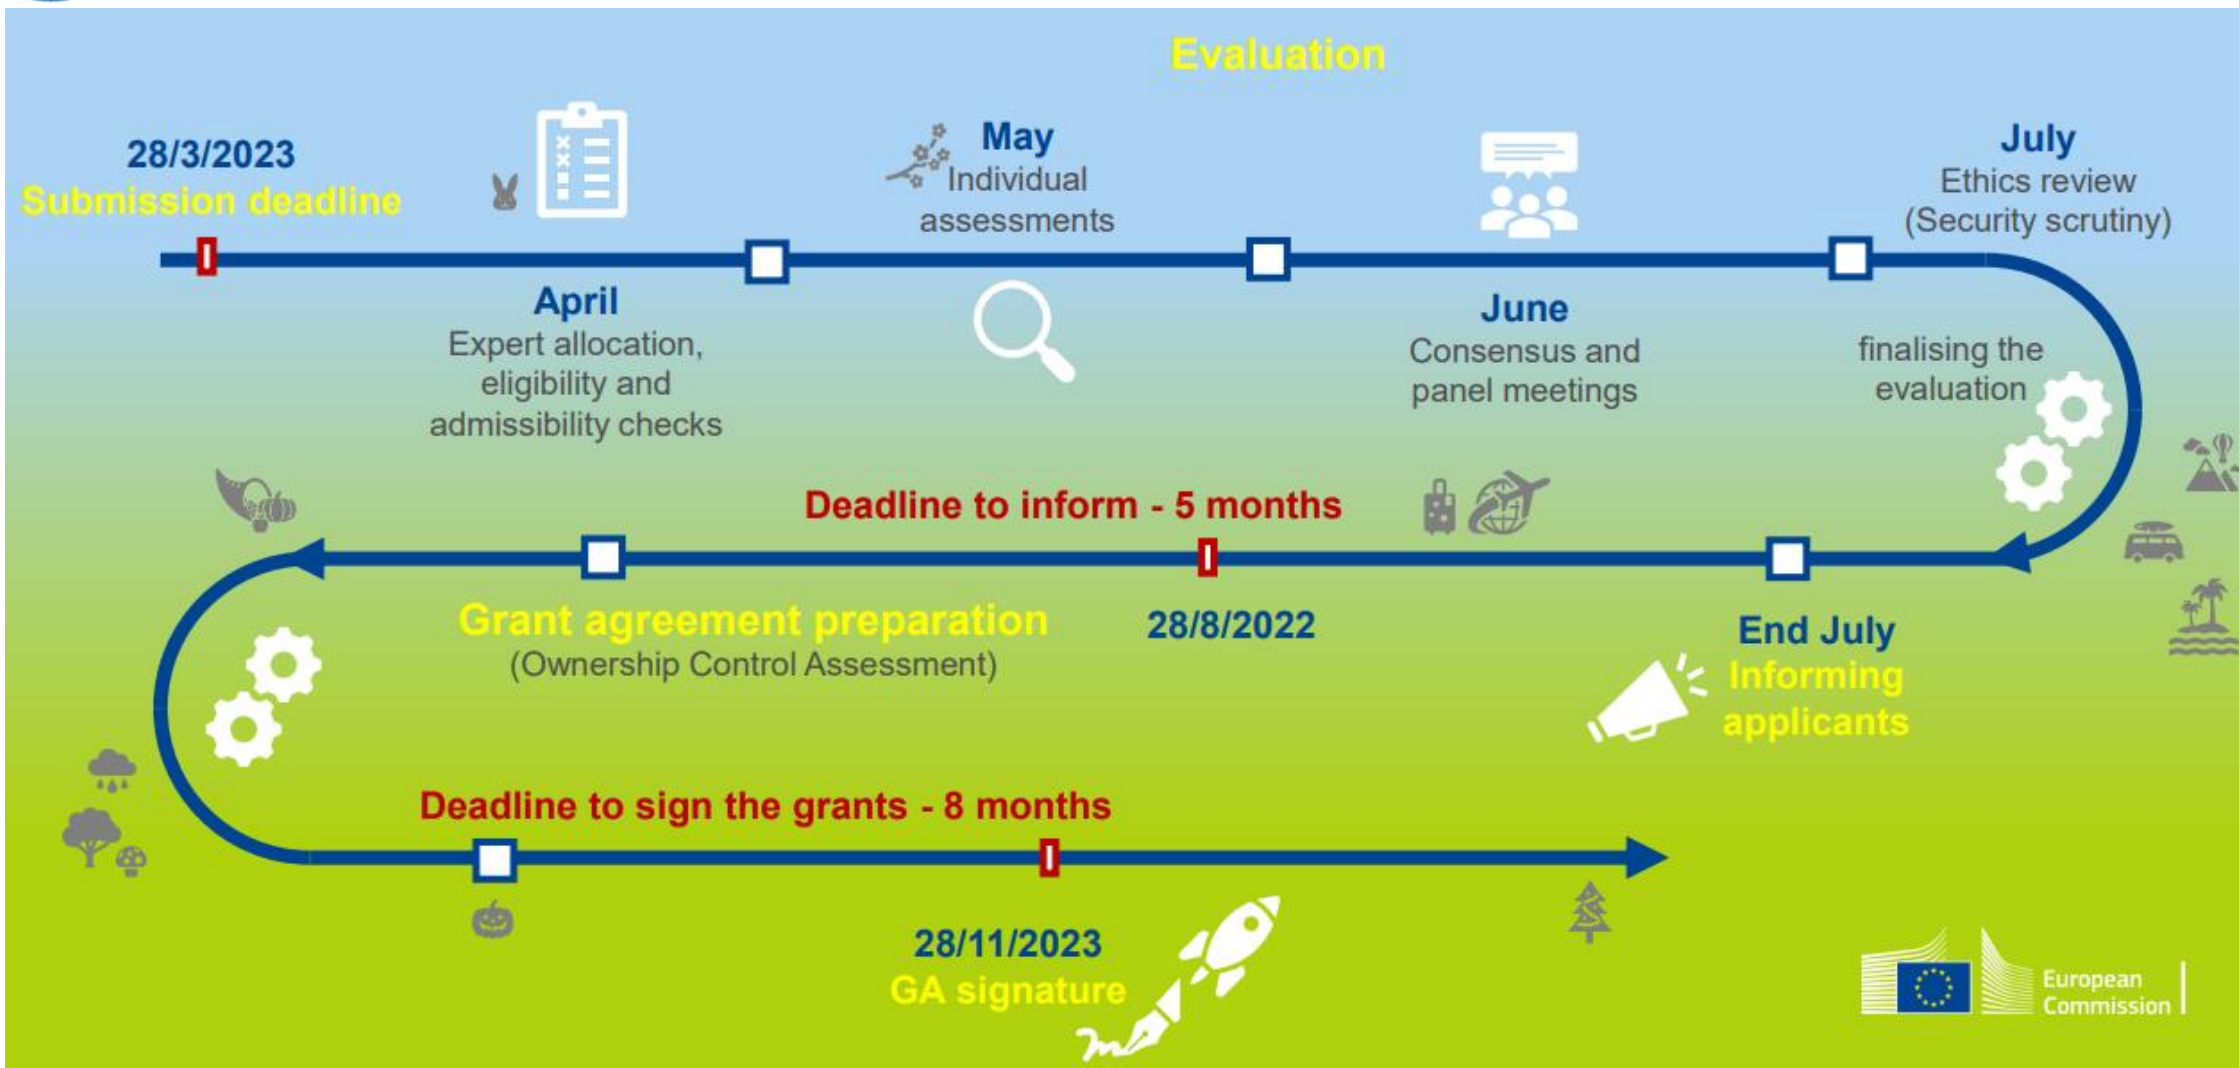 Evaluation
28/3/2023
Submission deadline
May
Individual
assessments
July
Ethics review
(Security scrutiny)
April
Expert allocation,
eligibility and
admissibility checks
June
Consensus and
panel meetings
finalising the
evaluation
Deadline to inform - 5 months
Grant agreement preparation
(Ownership Control Assessment)
28/8/2022
End July
Informing
applicants
Deadline to sign the grants - 8 months
28/11/2023
GA signature
European
Commission